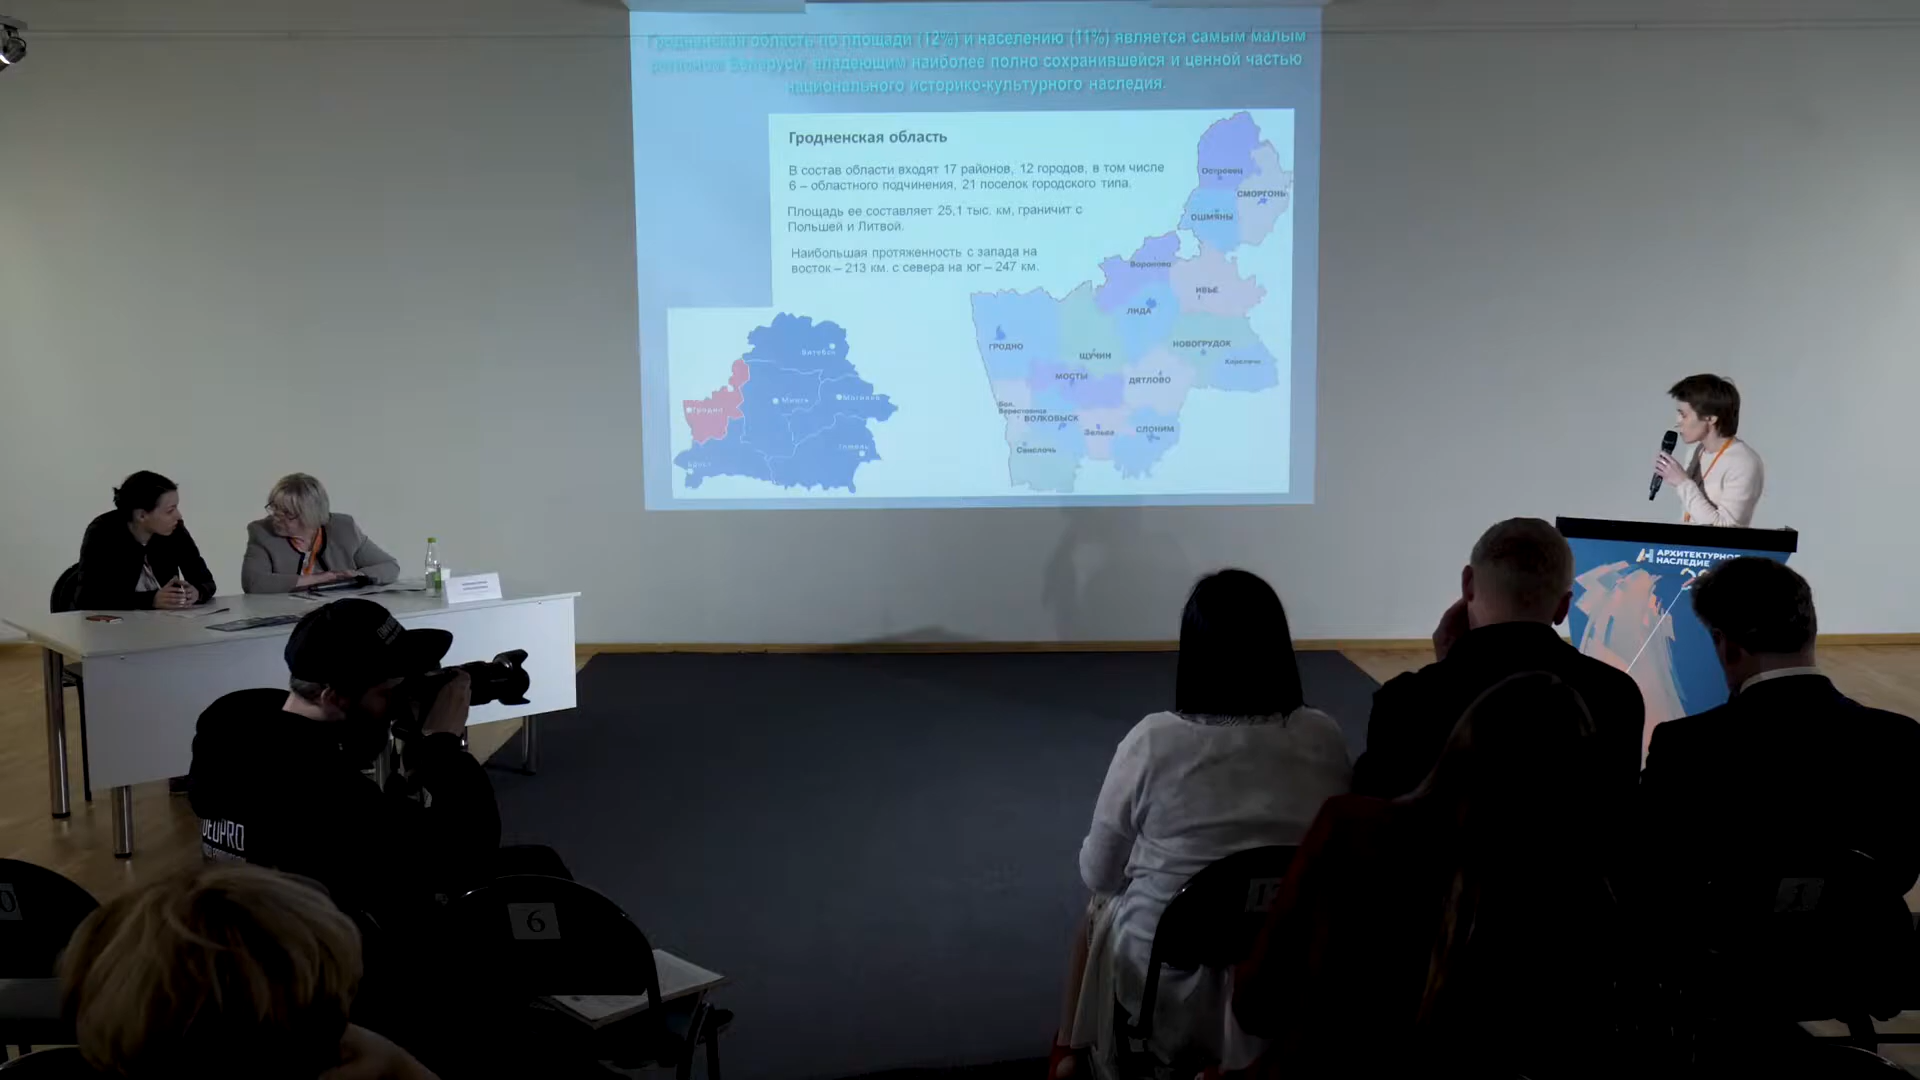 Гродненская область по площади (12%) и населению (11%) является самым малым
регионом Беларуси, владеющим наиболее полно сохранившейся и ценной частью
национального историко-культурного наследия.
Гродненская область
В состав области входят 17 районов, 12 городов, в том числе
6 – областного подчинения, 21 поселок городского типа.
Площадь ее составляет 25,1 тыс. км, граничит с
Польшей и Литвой.
Наибольшая протяженность с запада на
восток – 213 км. с севера на юг – 247 км.
Островец
СМОРГОНЬ
ОШМЯНЫ
Вороново
ИВЬЕ
ЛИДА
ГРОДНО
ЩУЧИН
НОВОГРУДОК
Кореличи
МОСТЫ
ДЯТЛОВО
Бол.
Берестовица
ВОЛКОВЫСК
Зельва
СЛОНИМ
Свислочь
Витебск
Минск
Могилев
Гродно
Гомель
Брест
АРХИТЕКТУРНОЕ
НАСЛЕДИЕ
6